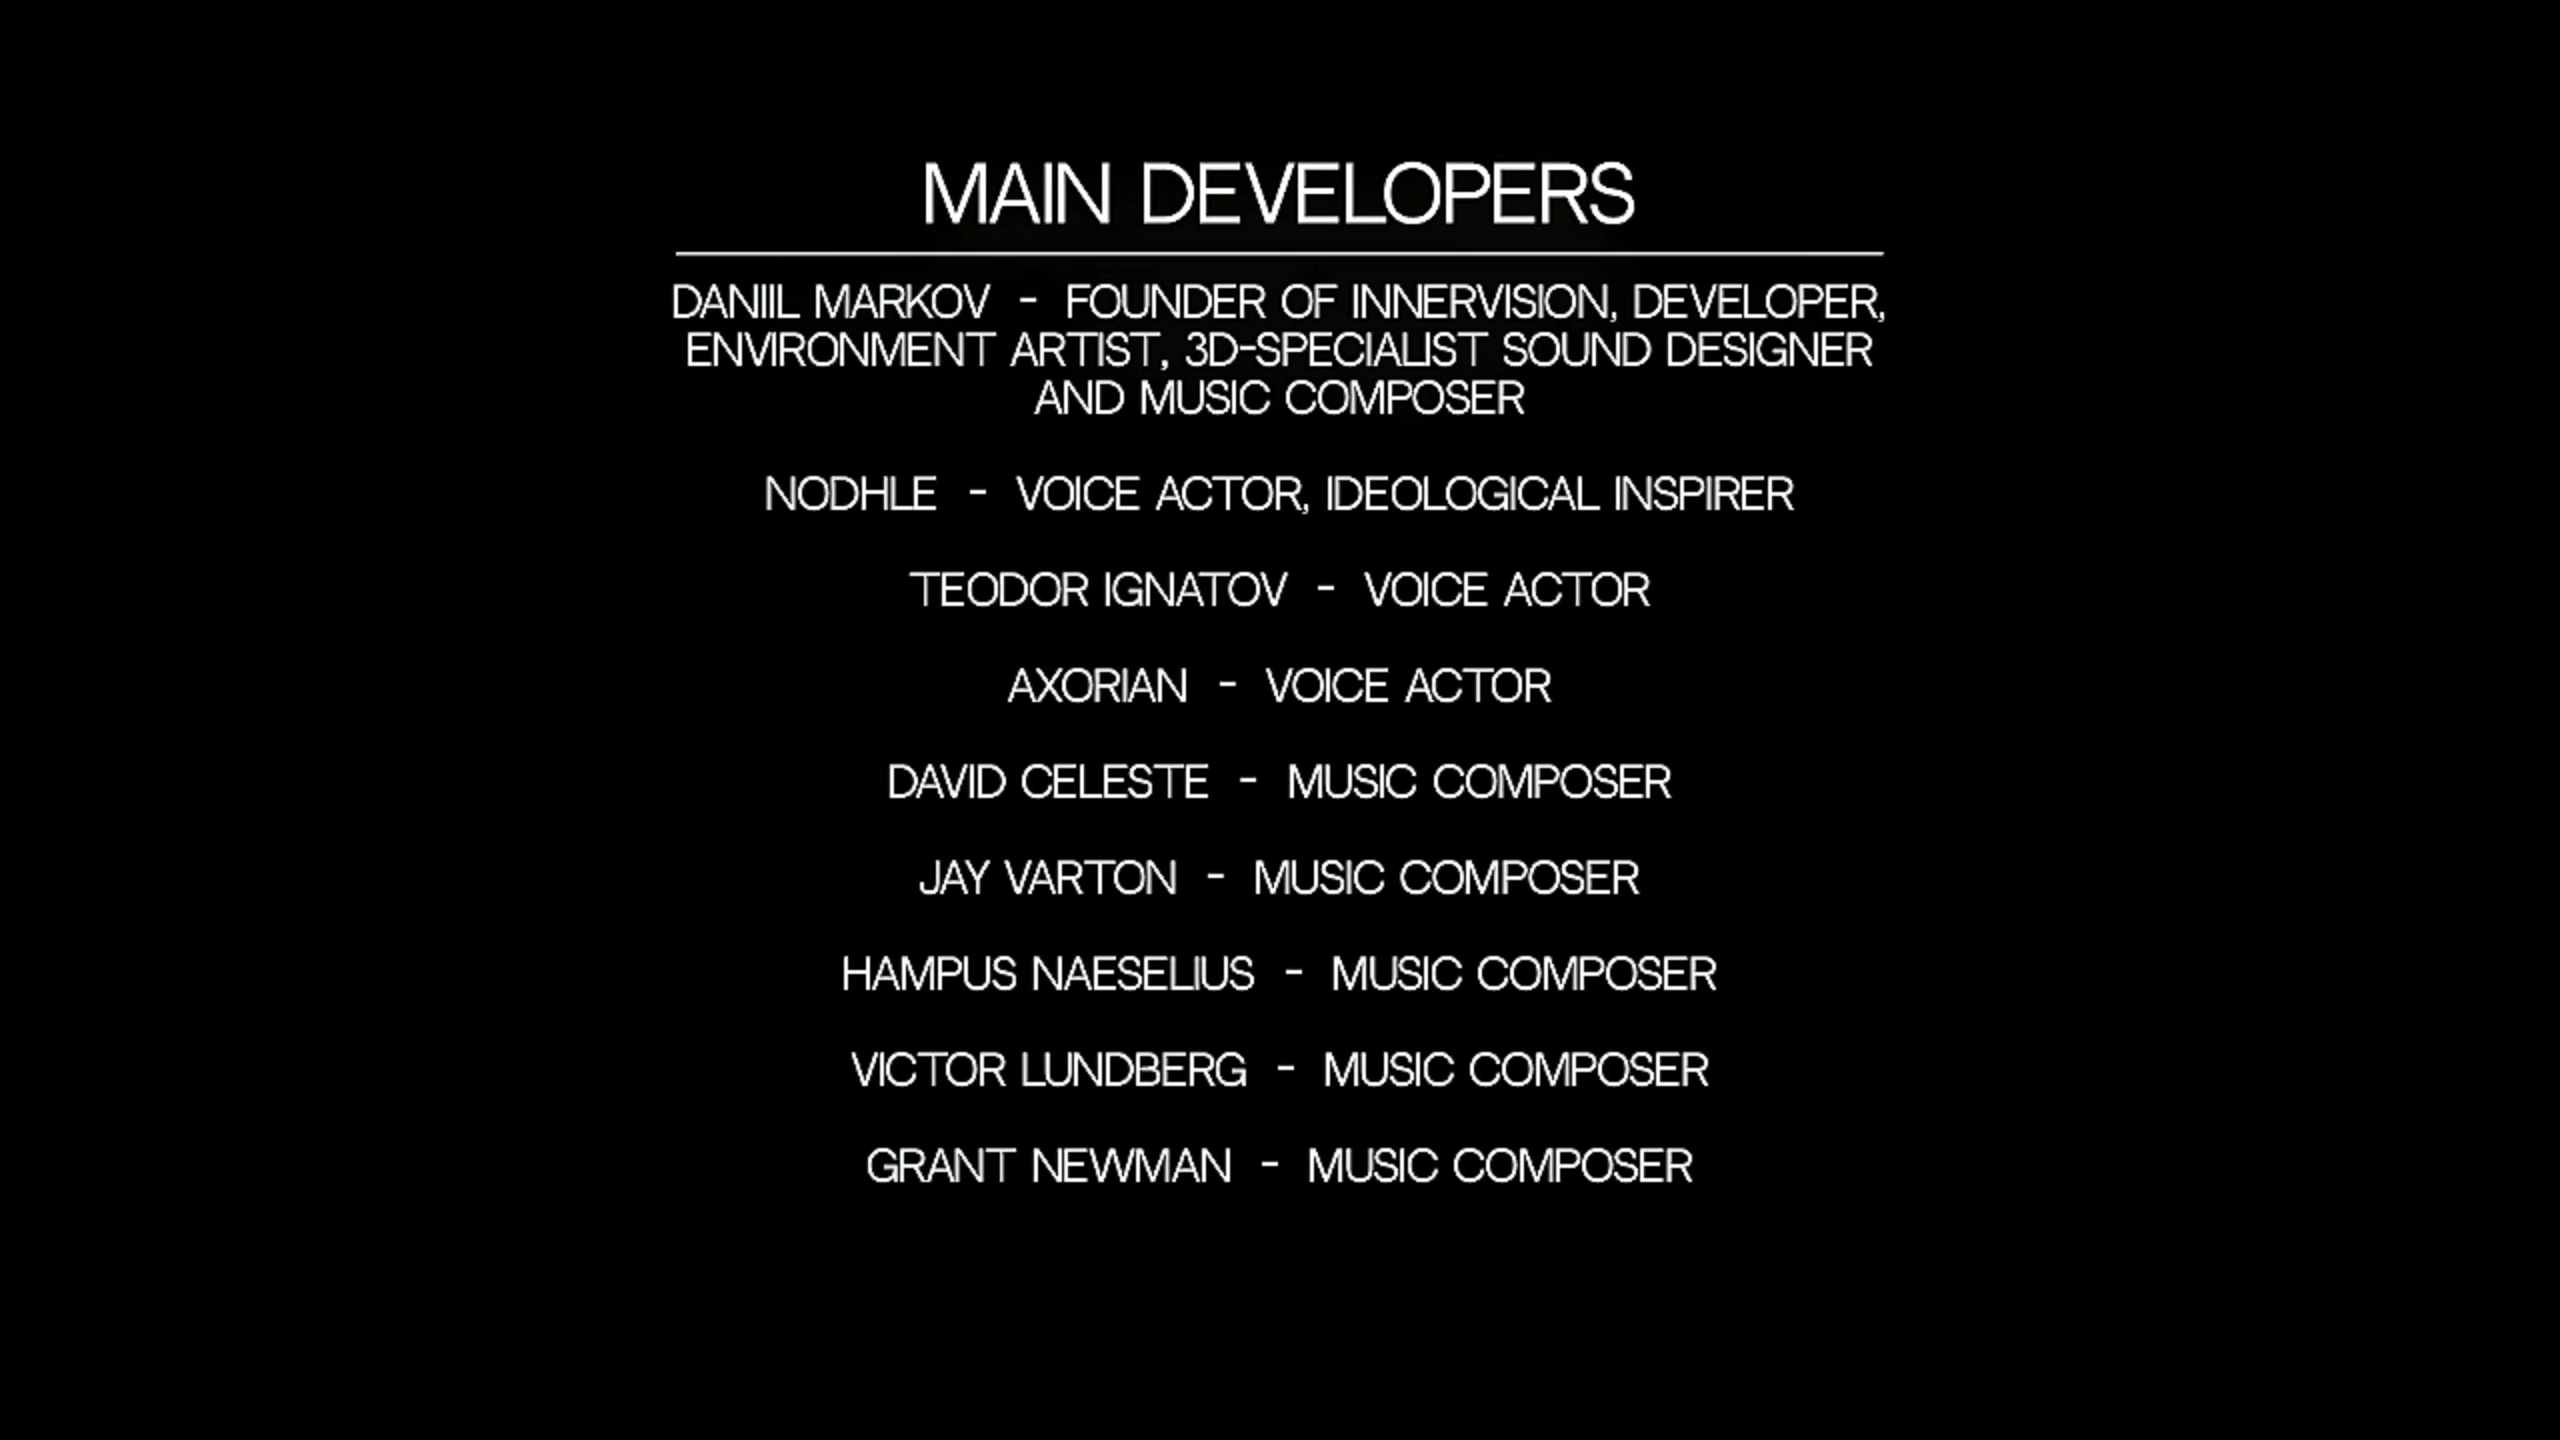 MAIN DEVELOPERS
DANIIL MARKOV - FOUNDER OF INNERVISION, DEVELOPER,
ENVIRONMENT ARTIST, 3D-SPECIALIST SOUND DESIGNER
AND MUSIC COMPOSER
NODHLE - VOICE ACTOR, IDEOLOGICAL INSPIRER
TEODOR IGNATOV - VOICE ACTOR
AXORIAN - VOICE ACTOR
DAVID CELESTE - MUSIC COMPOSER
JAY VARTON - MUSIC COMPOSER
HAMPUS NAESELIUS - MUSIC COMPOSER
VICTOR LUNDBERG - MUSIC COMPOSER
GRANT NEWMAN - MUSIC COMPOSER